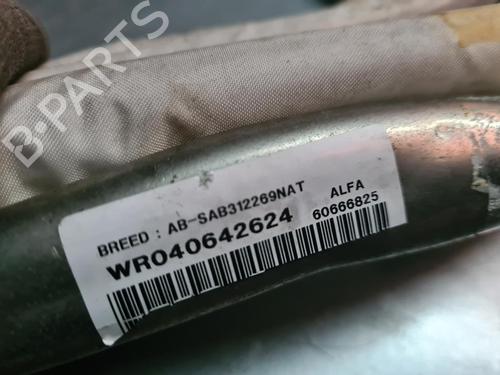 B-PARTS
BREED : AB-SAB312269NAT ALFA
WR040642624 60666825